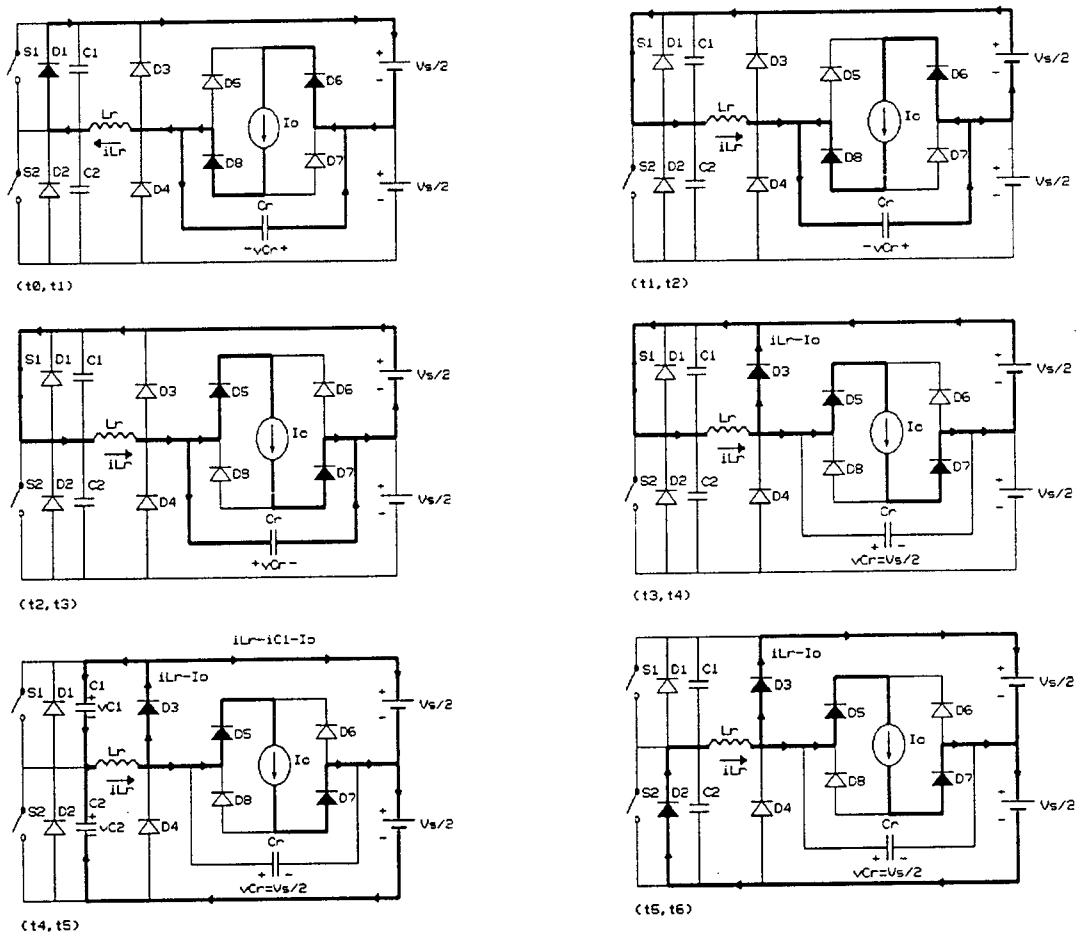 S1 D1 C1 D3 D5 D6 + Vs/2 -
Lr iLr Io
S2 D2 C2 D4 D8 D7 + Vs/2 -
Cr
-vCr+
(t0,t1)
S1 D1 C1 D3 D5 D6 + Vs/2 -
Lr iLr Io
S2 D2 C2 D4 D8 D7 + Vs/2 -
Cr
-vCr+
(t1,t2)
S1 D1 C1 D3 D5 D6 + Vs/2 -
Lr iLr Io
S2 D2 C2 D4 D8 D7 + Vs/2 -
Cr
+vCr-
(t2,t3)
iLr-Io
S1 D1 C1 D3 D5 D6 + Vs/2 -
Lr iLr Io
S2 D2 C2 D4 D8 D7 + Vs/2 -
Cr
+ -
vCr=Vs/2
(t3,t4)
iLr-iC1-Io
iLr-Io
S1 D1 C1 + vC1 D3 D5 D6 + Vs/2 -
Lr iLr Io
S2 D2 C2 + vC2 D4 D8 D7 + Vs/2 -
Cr
+ -
vCr=Vs/2
(t4,t5)
iLr-Io
S1 D1 C1 D3 D5 D6 + Vs/2 -
Lr iLr Io
S2 D2 C2 D4 D8 D7 + Vs/2 -
Cr
+ -
vCr=Vs/2
(t5,t6)